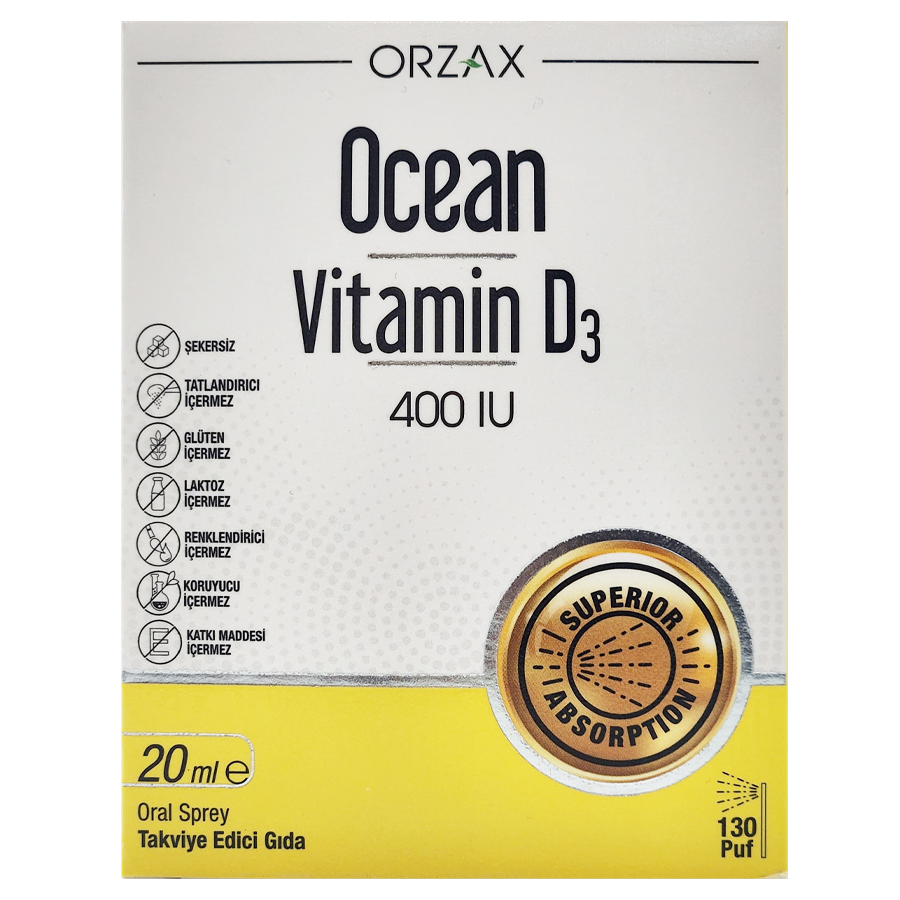 ORZAX
Ocean
Vitamin D3
400 IU
ŞEKERSİZ
TATLANDIRICI
İÇERMEZ
GLÜTEN
İÇERMEZ
LAKTOZ
İÇERMEZ
RENKLENDİRİCİ
İÇERMEZ
KORUYUCU
İÇERMEZ
E
KATKI MADDESİ
İÇERMEZ
SUPERIOR
ABSORPTION
20 ml e
Oral Sprey
Takviye Edici Gıda
130
Puf